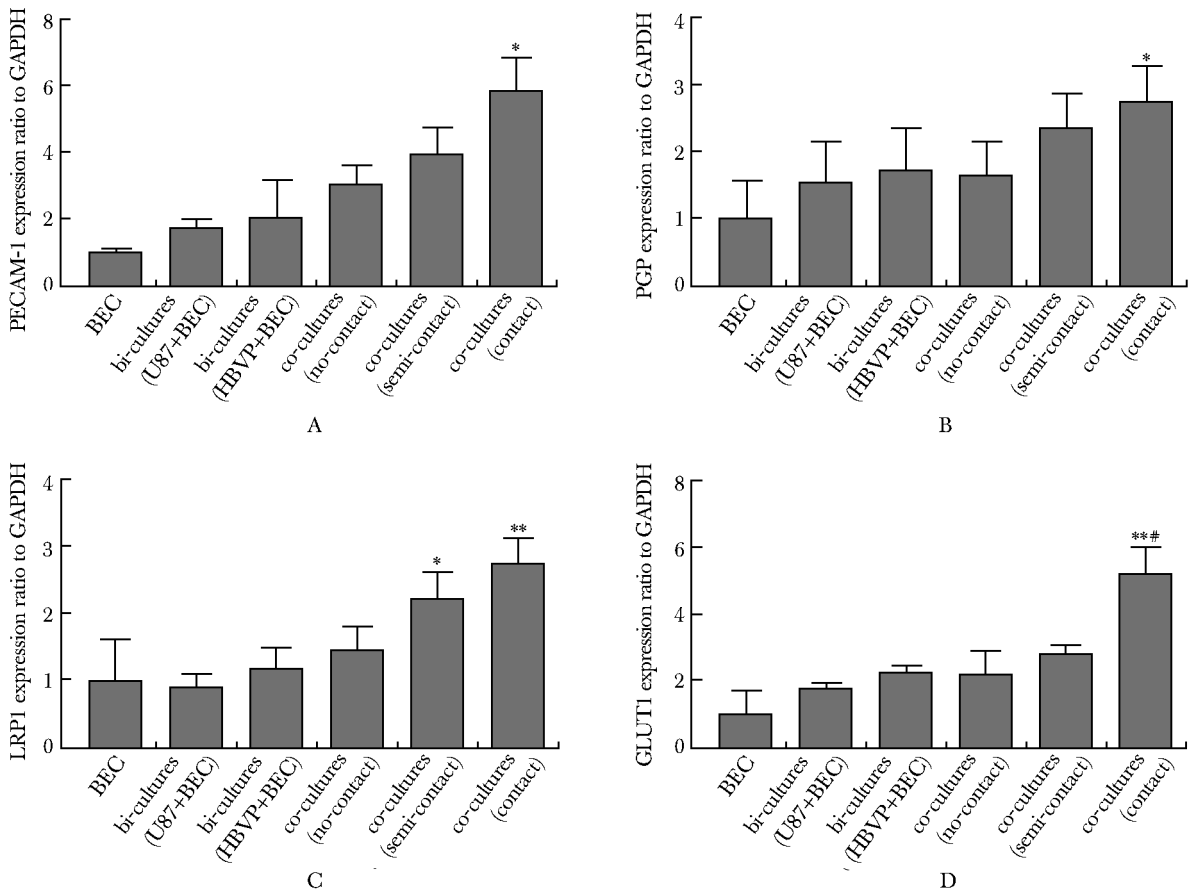 PECAM-1 expression ratio to GAPDH
8
6
4
2
0
*
BEC
bi-cultures
(U87+BEC)
bi-cultures
(HBVP+BEC)
co-cultures
(no-contact)
co-cultures
(semi-contact)
co-cultures
(contact)
A
PGP expression ratio to GAPDH
4
3
2
1
0
*
BEC
bi-cultures
(U87+BEC)
bi-cultures
(HBVP+BEC)
co-cultures
(no-contact)
co-cultures
(semi-contact)
co-cultures
(contact)
B
LRP1 expression ratio to GAPDH
4
3
2
1
0
*
**
BEC
bi-cultures
(U87+BEC)
bi-cultures
(HBVP+BEC)
co-cultures
(no-contact)
co-cultures
(semi-contact)
co-cultures
(contact)
C
GLUT1 expression ratio to GAPDH
8
6
4
2
0
**#
BEC
bi-cultures
(U87+BEC)
bi-cultures
(HBVP+BEC)
co-cultures
(no-contact)
co-cultures
(semi-contact)
co-cultures
(contact)
D